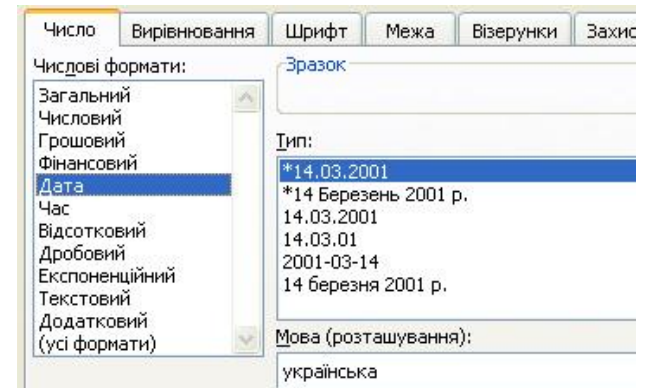 Число Вирівнювання Шрифт Межа Візерунки
Числові формати:
Загальний
Числовий
Грошовий
Фінансовий
Дата
Час
Відсотковий
Дробовий
Експоненційний
Текстовий
Додатковий
(усі формати)
Зразок
Тип:
*14.03.2001
*14 Березень 2001 р.
14.03.2001
14.03.01
2001-03-14
14 березня 2001 р.
Мова (розташування):
українська